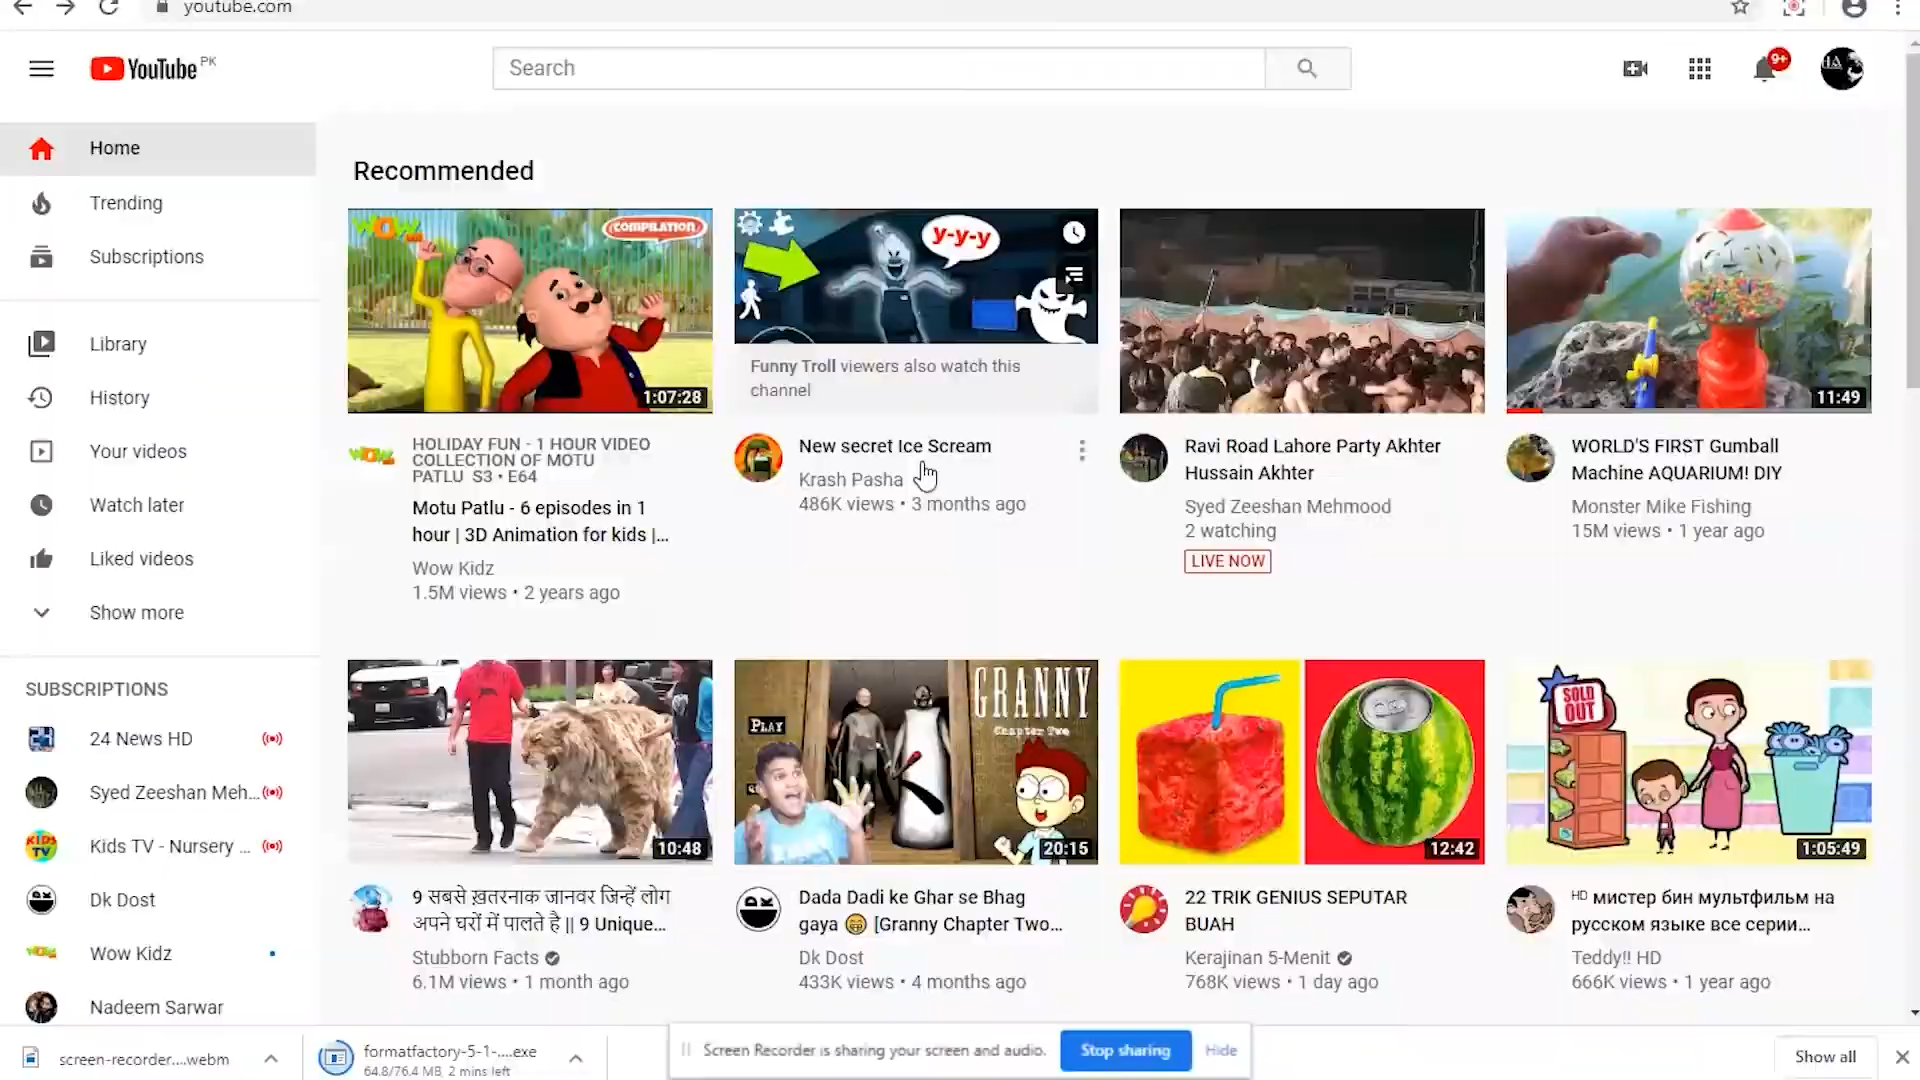 youtube.com
YouTube PK
Search
9+
HA
Home
Trending
Subscriptions
Library
History
Your videos
Watch later
Liked videos
Show more
SUBSCRIPTIONS
24 News HD
Syed Zeeshan Meh...
KIDS TV
Kids TV - Nursery ...
Dk Dost
Wow Kidz
Nadeem Sarwar
Recommended
WOW
COMPILATION
1:07:28
HOLIDAY FUN - 1 HOUR VIDEO
COLLECTION OF MOTU
PATLU S3 • E64
Motu Patlu - 6 episodes in 1
hour | 3D Animation for kids |...
Wow Kidz
1.5M views • 2 years ago
y-y-y
Funny Troll viewers also watch this
channel
New secret Ice Scream
Krash Pasha
486K views • 3 months ago
Ravi Road Lahore Party Akhter
Hussain Akhter
Syed Zeeshan Mehmood
2 watching
LIVE NOW
11:49
WORLD'S FIRST Gumball
Machine AQUARIUM! DIY
Monster Mike Fishing
15M views • 1 year ago
10:48
9 सबसे ख़तरनाक जानवर जिन्हें लोग
अपने घरों में पालते है || 9 Unique...
Stubborn Facts
6.1M views • 1 month ago
GRANNY
Chapter Two
PLAY
20:15
Dada Dadi ke Ghar se Bhag
gaya 😁 [Granny Chapter Two...
Dk Dost
433K views • 4 months ago
12:42
22 TRIK GENIUS SEPUTAR
BUAH
Kerajinan 5-Menit
768K views • 1 day ago
SOLD
OUT
1:05:49
HD мистер бин мультфильм на
русском языке все серии...
Teddy!! HD
666K views • 1 year ago
screen-recorder....webm
formatfactory-5-1-....exe
64.8/76.4 MB, 2 mins left
Screen Recorder is sharing your screen and audio.
Stop sharing
Hide
Show all